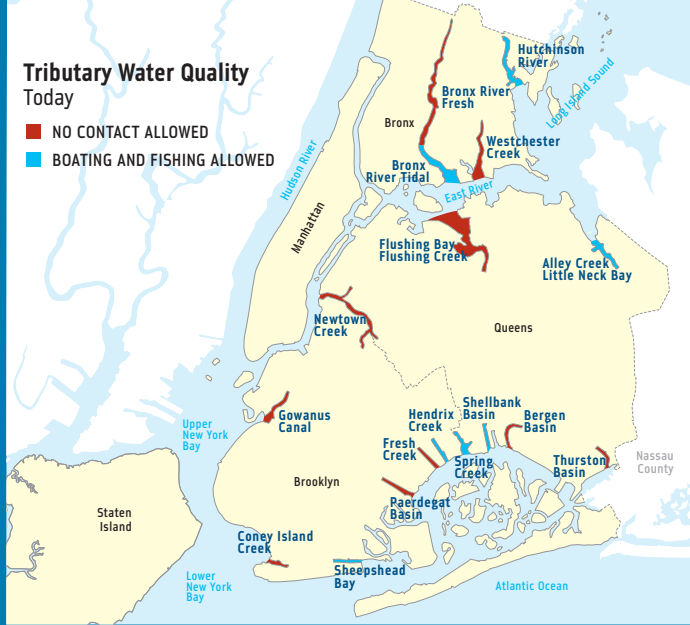 Tributary Water Quality
Today
NO CONTACT ALLOWED
BOATING AND FISHING ALLOWED
Hutchinson
River
Long Island Sound
Bronx River
Fresh
Bronx
Westchester
Creek
Bronx
River Tidal
Hudson River
East River
Manhattan
Flushing Bay
Flushing Creek
Alley Creek
Little Neck Bay
Newtown
Creek
Queens
Shellbank
Basin
Hendrix
Creek
Bergen
Basin
Gowanus
Canal
Upper
New York
Bay
Fresh
Creek
Spring
Creek
Thurston
Basin
Nassau
County
Brooklyn
Paerdegat
Basin
Staten
Island
Coney Island
Creek
Sheepshead
Bay
Lower
New York
Bay
Atlantic Ocean